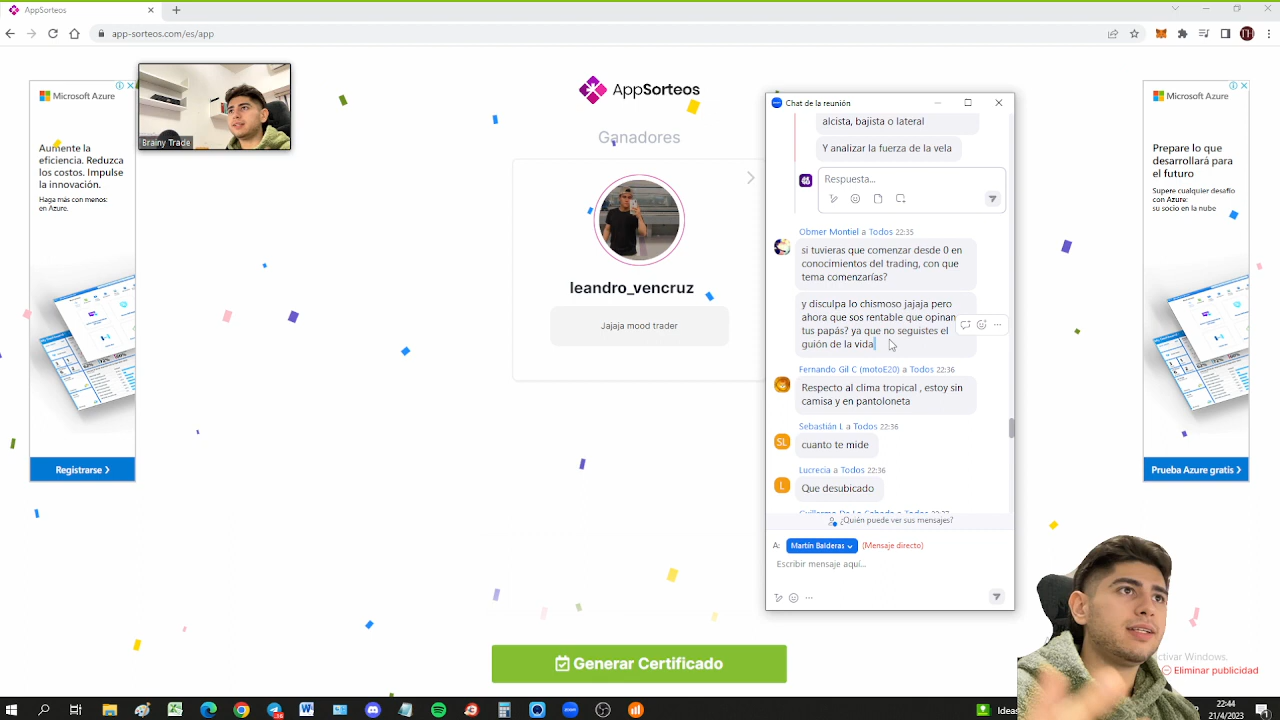 AppSorteos
app-sorteos.com/es/app
Microsoft Azure
Aumente la
eficiencia. Reduzca
los costos. Impulse
la innovación.
Haga más con menos:
en Azure.
Registrarse
Brainy Trade
AppSorteos
Ganadores
leandro_vencruz
Jajaja mood trader
Generar Certificado
Chat de la reunión
alcista, bajista o lateral
Y analizar la fuerza de la vela
Respuesta...
Obmer Montiel a Todos 22:35
si tuvieras que comenzar desde 0 en
conocimientos del trading, con que
tema comenzarías?
y disculpa lo chismoso jajaja pero
ahora que sos rentable que opinan
tus papás? ya que no seguistes el
guión de la vida
Fernando Gil C (motoE20) a Todos 22:36
Respecto al clima tropical , estoy sin
camisa y en pantoloneta
Sebastián L a Todos 22:36
SL
cuanto te mide
Lucrecia a Todos 22:36
L
Que desubicado
¿Quién puede ver sus mensajes?
A: Martín Balderas (Mensaje directo)
Escribir mensaje aquí...
Microsoft Azure
Prepare lo que
desarrollará para
el futuro
Supere cualquier desafío
con Azure:
su socio en la nube
Prueba Azure gratis
activar Windows.
Eliminar publicidad
Ideas
22:44
21/4/2023